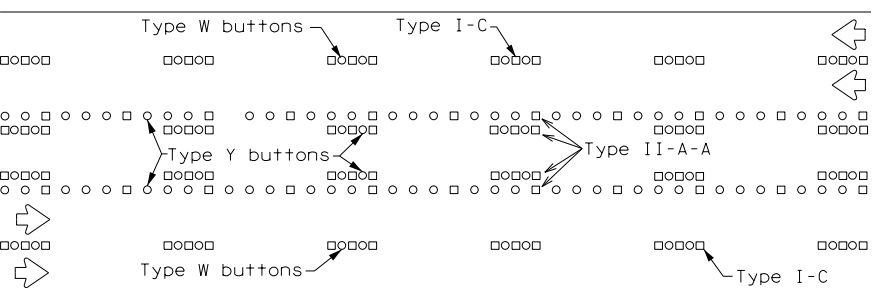 Type W buttons
Type I-C
Type Y buttons
Type II-A-A
Type W buttons
Type I-C